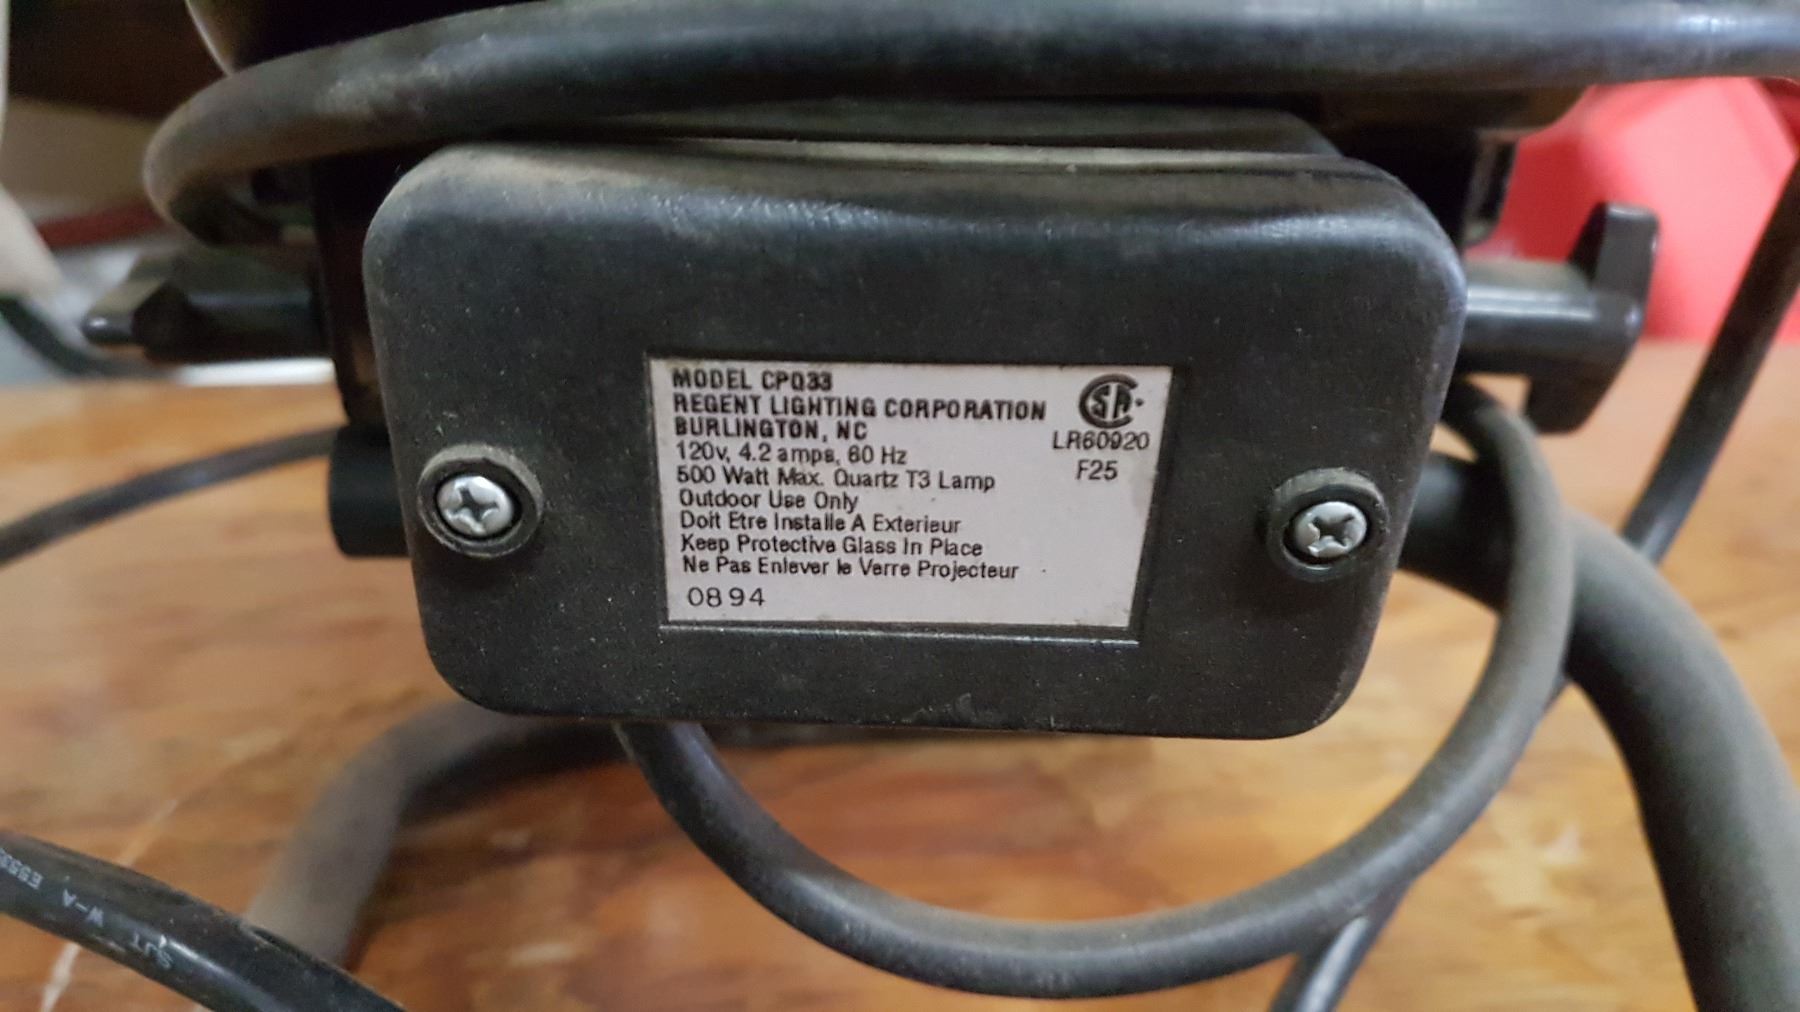 MODEL CPQ33
REGENT LIGHTING CORPORATION
BURLINGTON, NC
120v, 4.2 amps, 60 Hz
500 Watt Max. Quartz T3 Lamp
Outdoor Use Only
Doit Etre Installe A Exterieur
Keep Protective Glass In Place
Ne Pas Enlever le Verre Projecteur
0894
SA
LR60920
F25
SJT W-A